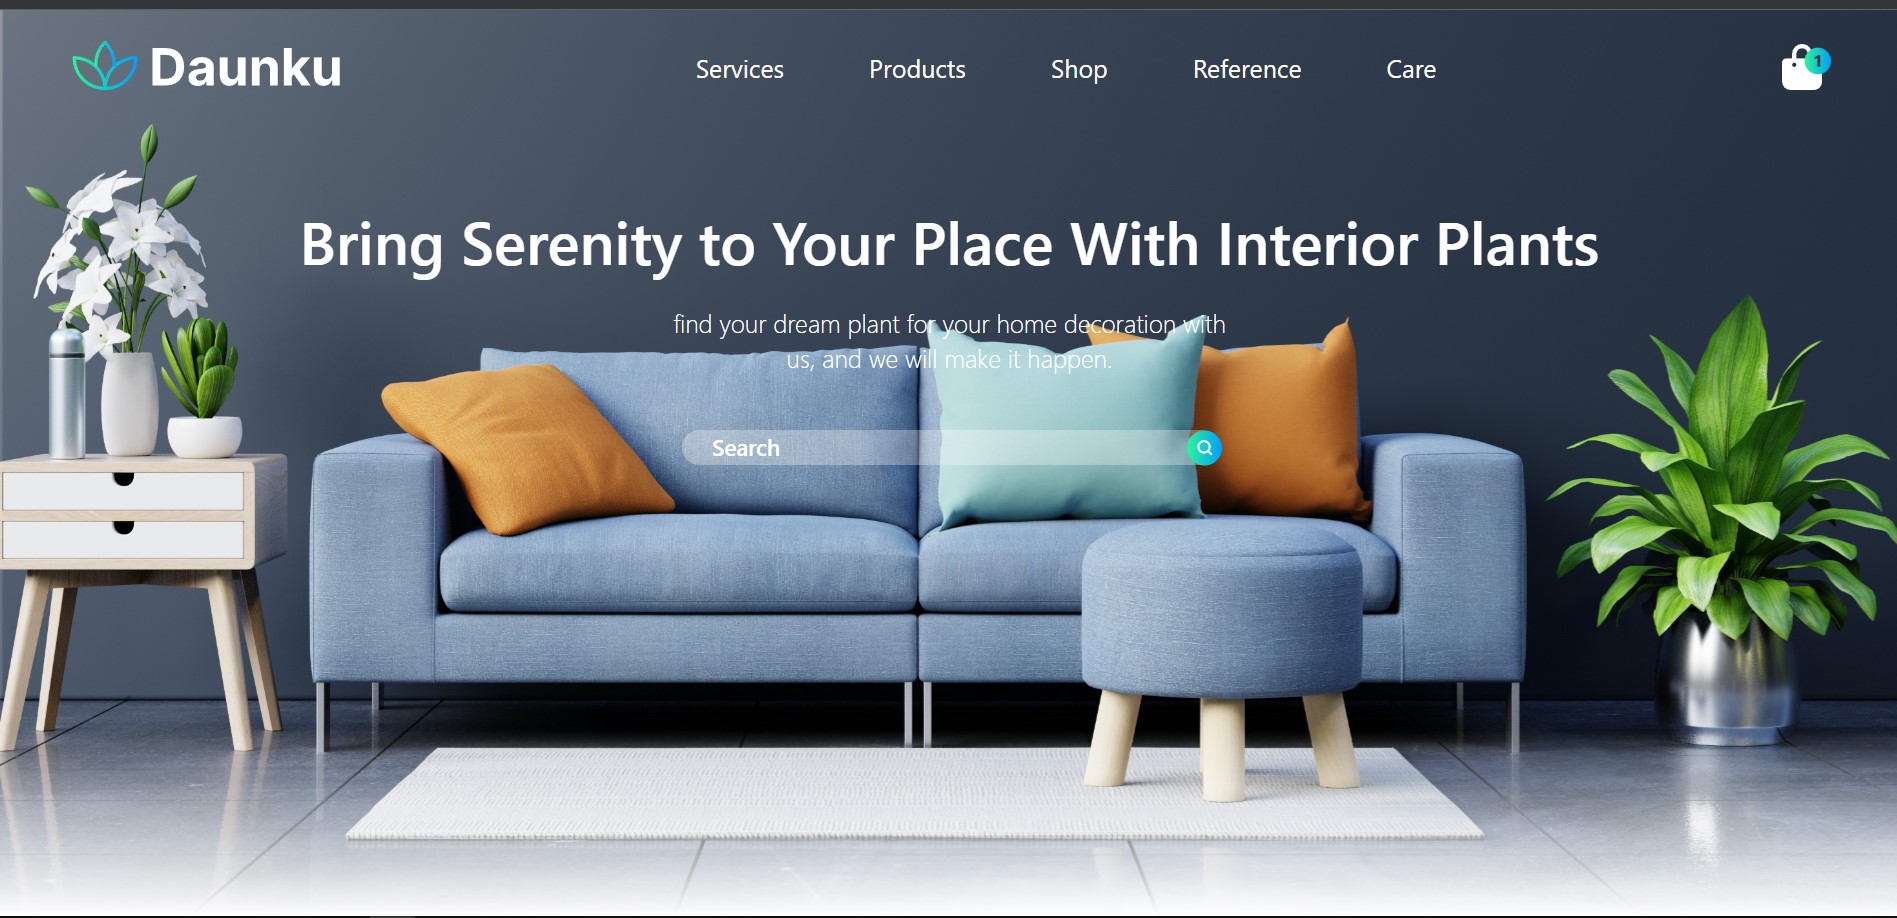 Daunku
Services
Products
Shop
Reference
Care
1
Bring Serenity to Your Place With Interior Plants
find your dream plant for your home decoration with
us, and we will make it happen.
Search